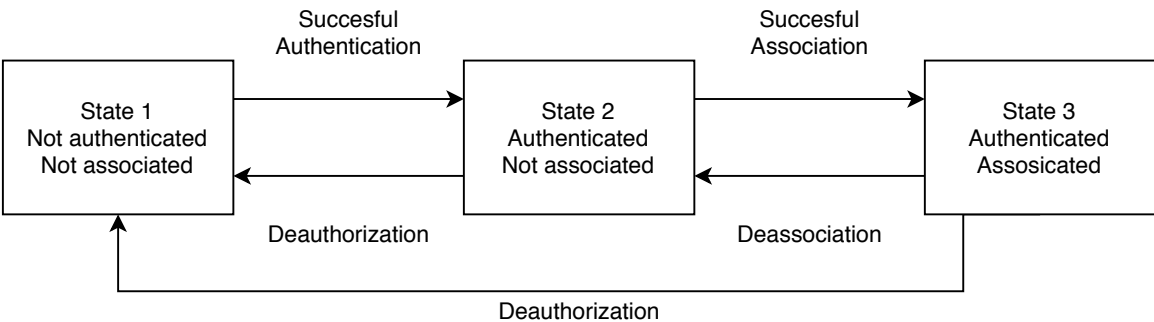 Succesful
Authentication
Succesful
Association
State 1
Not authenticated
Not associated
State 2
Authenticated
Not associated
State 3
Authenticated
Assosicated
Deauthorization
Deassociation
Deauthorization